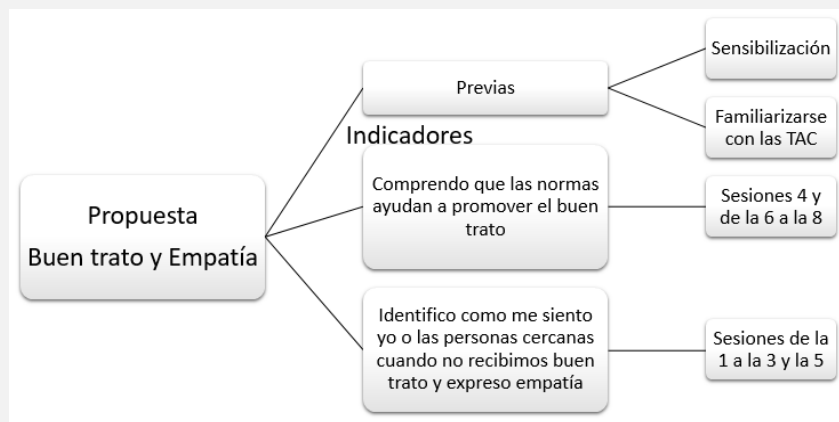 Propuesta
Buen trato y Empatía
Indicadores
Previas
Comprendo que las normas
ayudan a promover el buen
trato
Identifico como me siento
yo o las personas cercanas
cuando no recibimos buen
trato y expreso empatía
Sensibilización
Familiarizarse
con las TAC
Sesiones 4 y
de la 6 a la 8
Sesiones de la
1 a la 3 y la 5